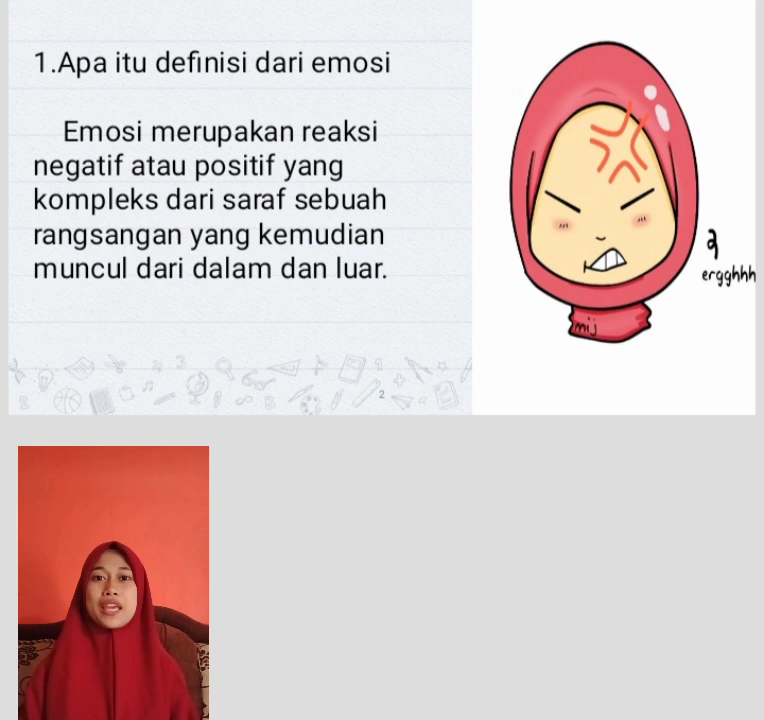 1.Apa itu definisi dari emosi
Emosi merupakan reaksi
negatif atau positif yang
kompleks dari saraf sebuah
rangsangan yang kemudian
muncul dari dalam dan luar.
ergghhh
mij
2